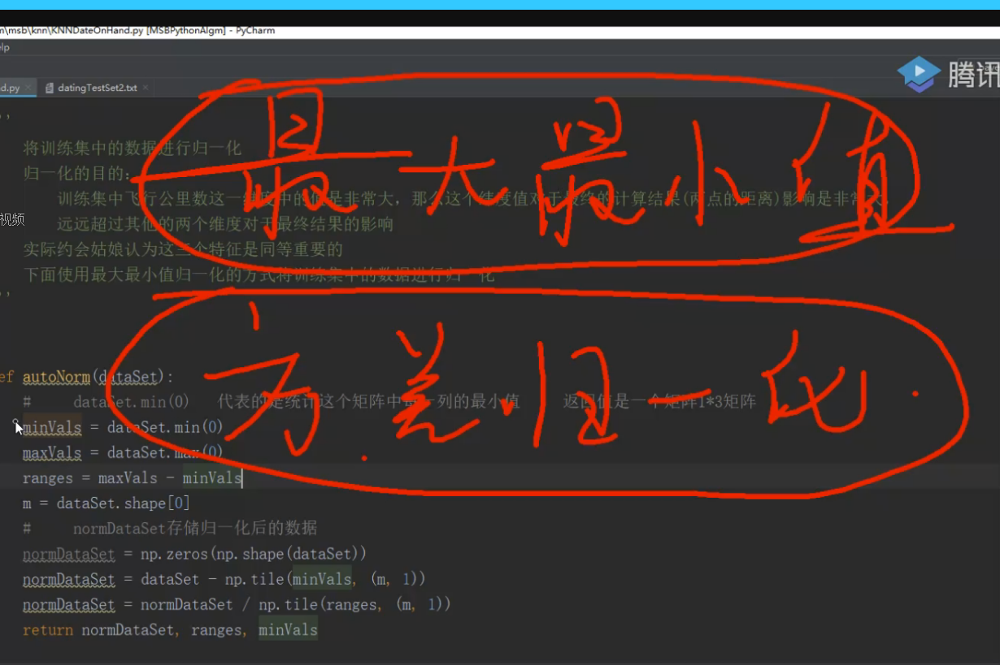 m\msb\knn\KNNDateOnHand.py [MSBPythonAlgm] - PyCharm
elp
d.py × datingTestSet2.txt ×
腾讯
最大最小值
''
将训练集中的数据进行归一化
归一化的目的:
训练集中飞行公里数这一维度中的值是非常大,那么这个纬度值对于最终的计算结果(两点的距离)影响是非常大,
视频
远远超过其他的两个维度对于最终结果的影响
实际约会姑娘认为这三个特征是同等重要的
下面使用最大最小值归一化的方式将训练集中的数据进行归一化
''
方差归一化
ef autoNorm(dataSet):
# dataSet.min(0) 代表的是统计这个矩阵中每一列的最小值 返回值是一个矩阵1*3矩阵
minVals = dataSet.min(0)
maxVals = dataSet.max(0)
ranges = maxVals - minVals
m = dataSet.shape[0]
# normDataSet存储归一化后的数据
normDataSet = np.zeros(np.shape(dataSet))
normDataSet = dataSet - np.tile(minVals, (m, 1))
normDataSet = normDataSet / np.tile(ranges, (m, 1))
return normDataSet, ranges, minVals